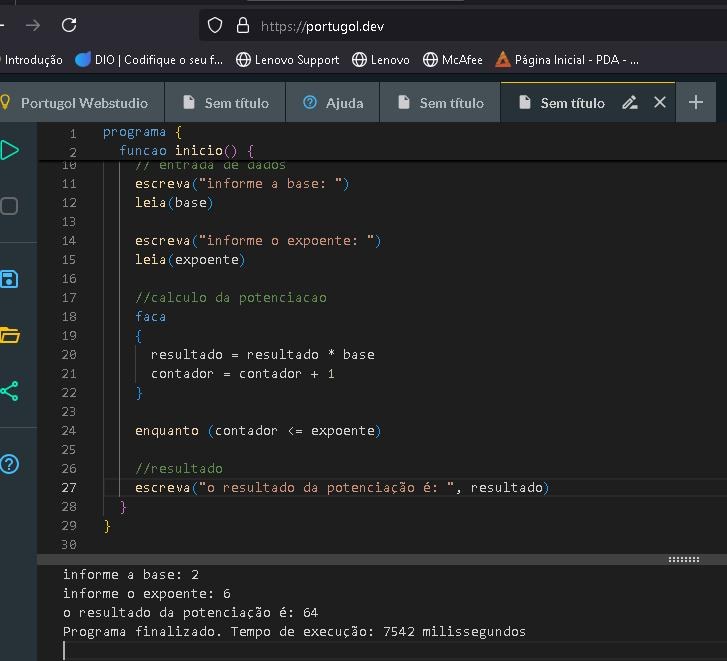 https://portugol.dev
Introdução DIO | Codifique o seu f... Lenovo Support Lenovo McAfee Página Inicial - PDA - ...
Portugol Webstudio Sem título Ajuda Sem título Sem título
1 programa {
2 funcao inicio() {
10 // entrada de dados
11 escreva("informe a base: ")
12 leia(base)
13
14 escreva("informe o expoente: ")
15 leia(expoente)
16
17 //calculo da potenciacao
18 faca
19 {
20 resultado = resultado * base
21 contador = contador + 1
22 }
23
24 enquanto (contador <= expoente)
25
26 //resultado
27 escreva("o resultado da potenciação é: ", resultado)
28 }
29 }
30
informe a base: 2
informe o expoente: 6
o resultado da potenciação é: 64
Programa finalizado. Tempo de execução: 7542 milissegundos